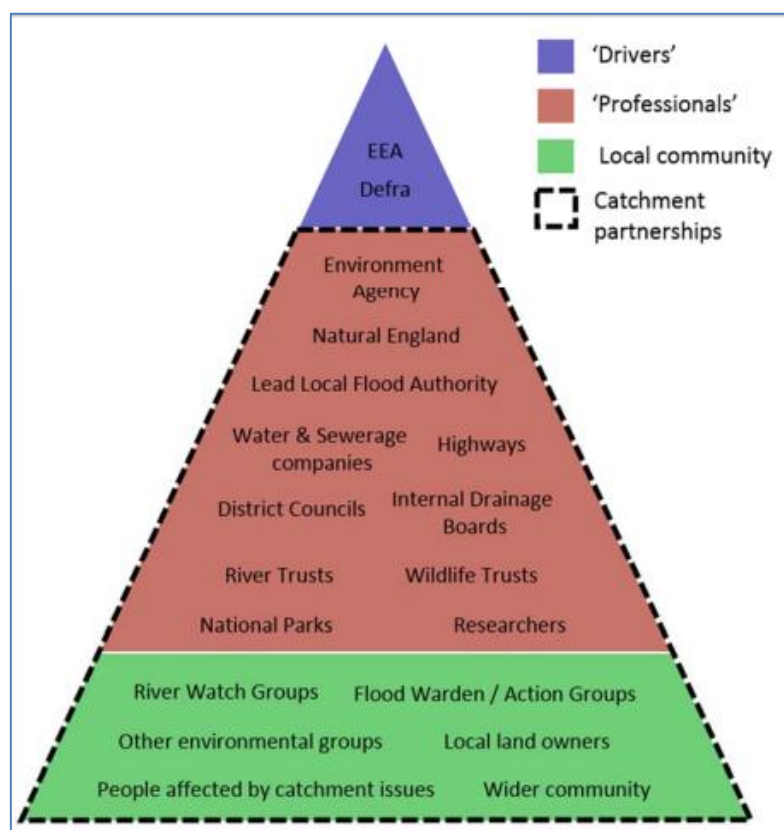 'Drivers'
'Professionals'
Local community
Catchment
partnerships
EEA
Defra
Environment
Agency
Natural England
Lead Local Flood Authority
Water & Sewerage
companies
Highways
District Councils
Internal Drainage
Boards
River Trusts
Wildlife Trusts
National Parks
Researchers
River Watch Groups
Flood Warden / Action Groups
Other environmental groups
Local land owners
People affected by catchment issues
Wider community